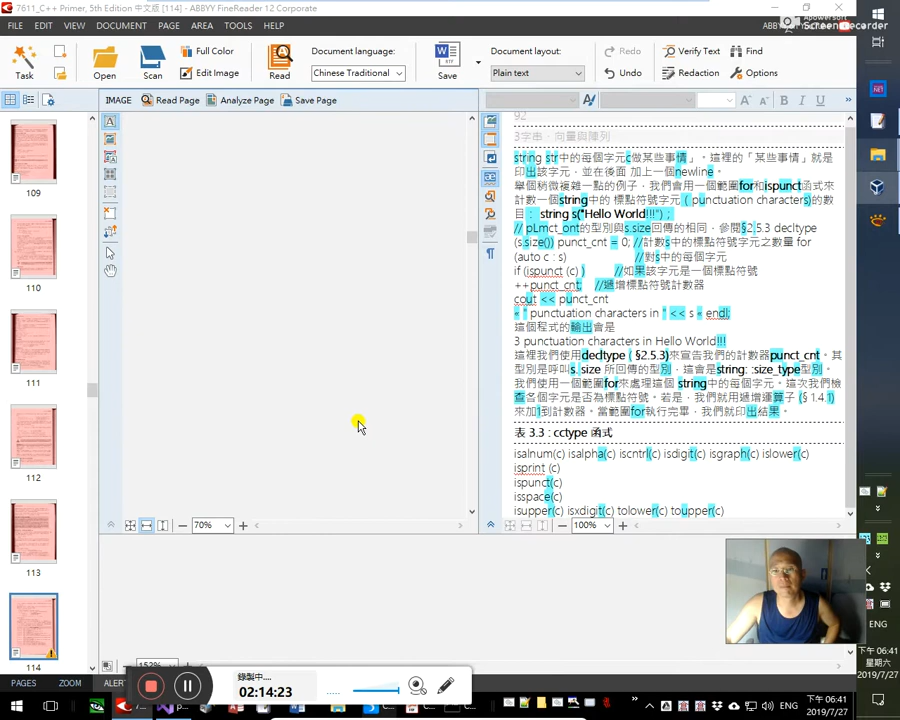 7611_C++ Primer, 5th Edition 中文版 [114] - ABBYY FineReader 12 Corporate
Apowersoft
Screencorder
FILE EDIT VIEW DOCUMENT PAGE AREA TOOLS HELP
Task Open Scan Full Color Edit Image Read
Document language:
Chinese Traditional
Save
Document layout:
Plain text
Redo Undo Verify Text Redaction Find Options
IMAGE Read Page Analyze Page Save Page
B I U
109
110
111
112
113
114
92
3字串、向量與陣列
string str中的每個字元c做某些事情」。這裡的「某些事情」就是
印出該字元，並在後面 加上一個newline。
舉個稍微複雜一點的例子，我們會用一個範圍for和ispunct函式來
計數一個string中的 標點符號字元 ( punctuation characters)的數
目： string s("Hello World!!!") ;
// pLmct_ont的型別與s.size回傳的相同，參閱§2.5.3 decltype
(s.size()) punct_cnt = 0; //計數s中的標點符號字元之數量 for
(auto c : s) //對s中的每個字元
if (ispunct (c) ) //如果該字元是一個標點符號
++punct_cnt; //遞增標點符號計數器
cout << punct_cnt
« " punctuation characters in " << s « endl;
這個程式的輸出會是
3 punctuation characters in Hello World!!!
這裡我們使用decltype ( §2.5.3)來宣告我們的計數器punct_cnt。其
型別是呼叫s. size 所回傳的型別，這會是string: :size_type型別。
我們使用一個範圍for來處理這個 string中的每個字元。這次我們檢
查各個字元是否為標點符號。若是，我們就用遞增運算子 (§ 1.4.1)
來加1到計數器。當範圍for執行完畢，我們就印出結果。
表 3.3 : cctype 函式
isalnum(c) isalpha(c) iscntrl(c) isdigit(c) isgraph(c) islower(c)
isprint (c)
ispunct(c)
isspace(c)
isupper(c) isxdigit(c) tolower(c) toupper(c)
70%
100%
152%
PAGES ZOOM ALERT
錄製中...
02:14:23
ENG
下午 06:41
星期六
2019/7/27
ENG
下午 06:41
2019/7/27